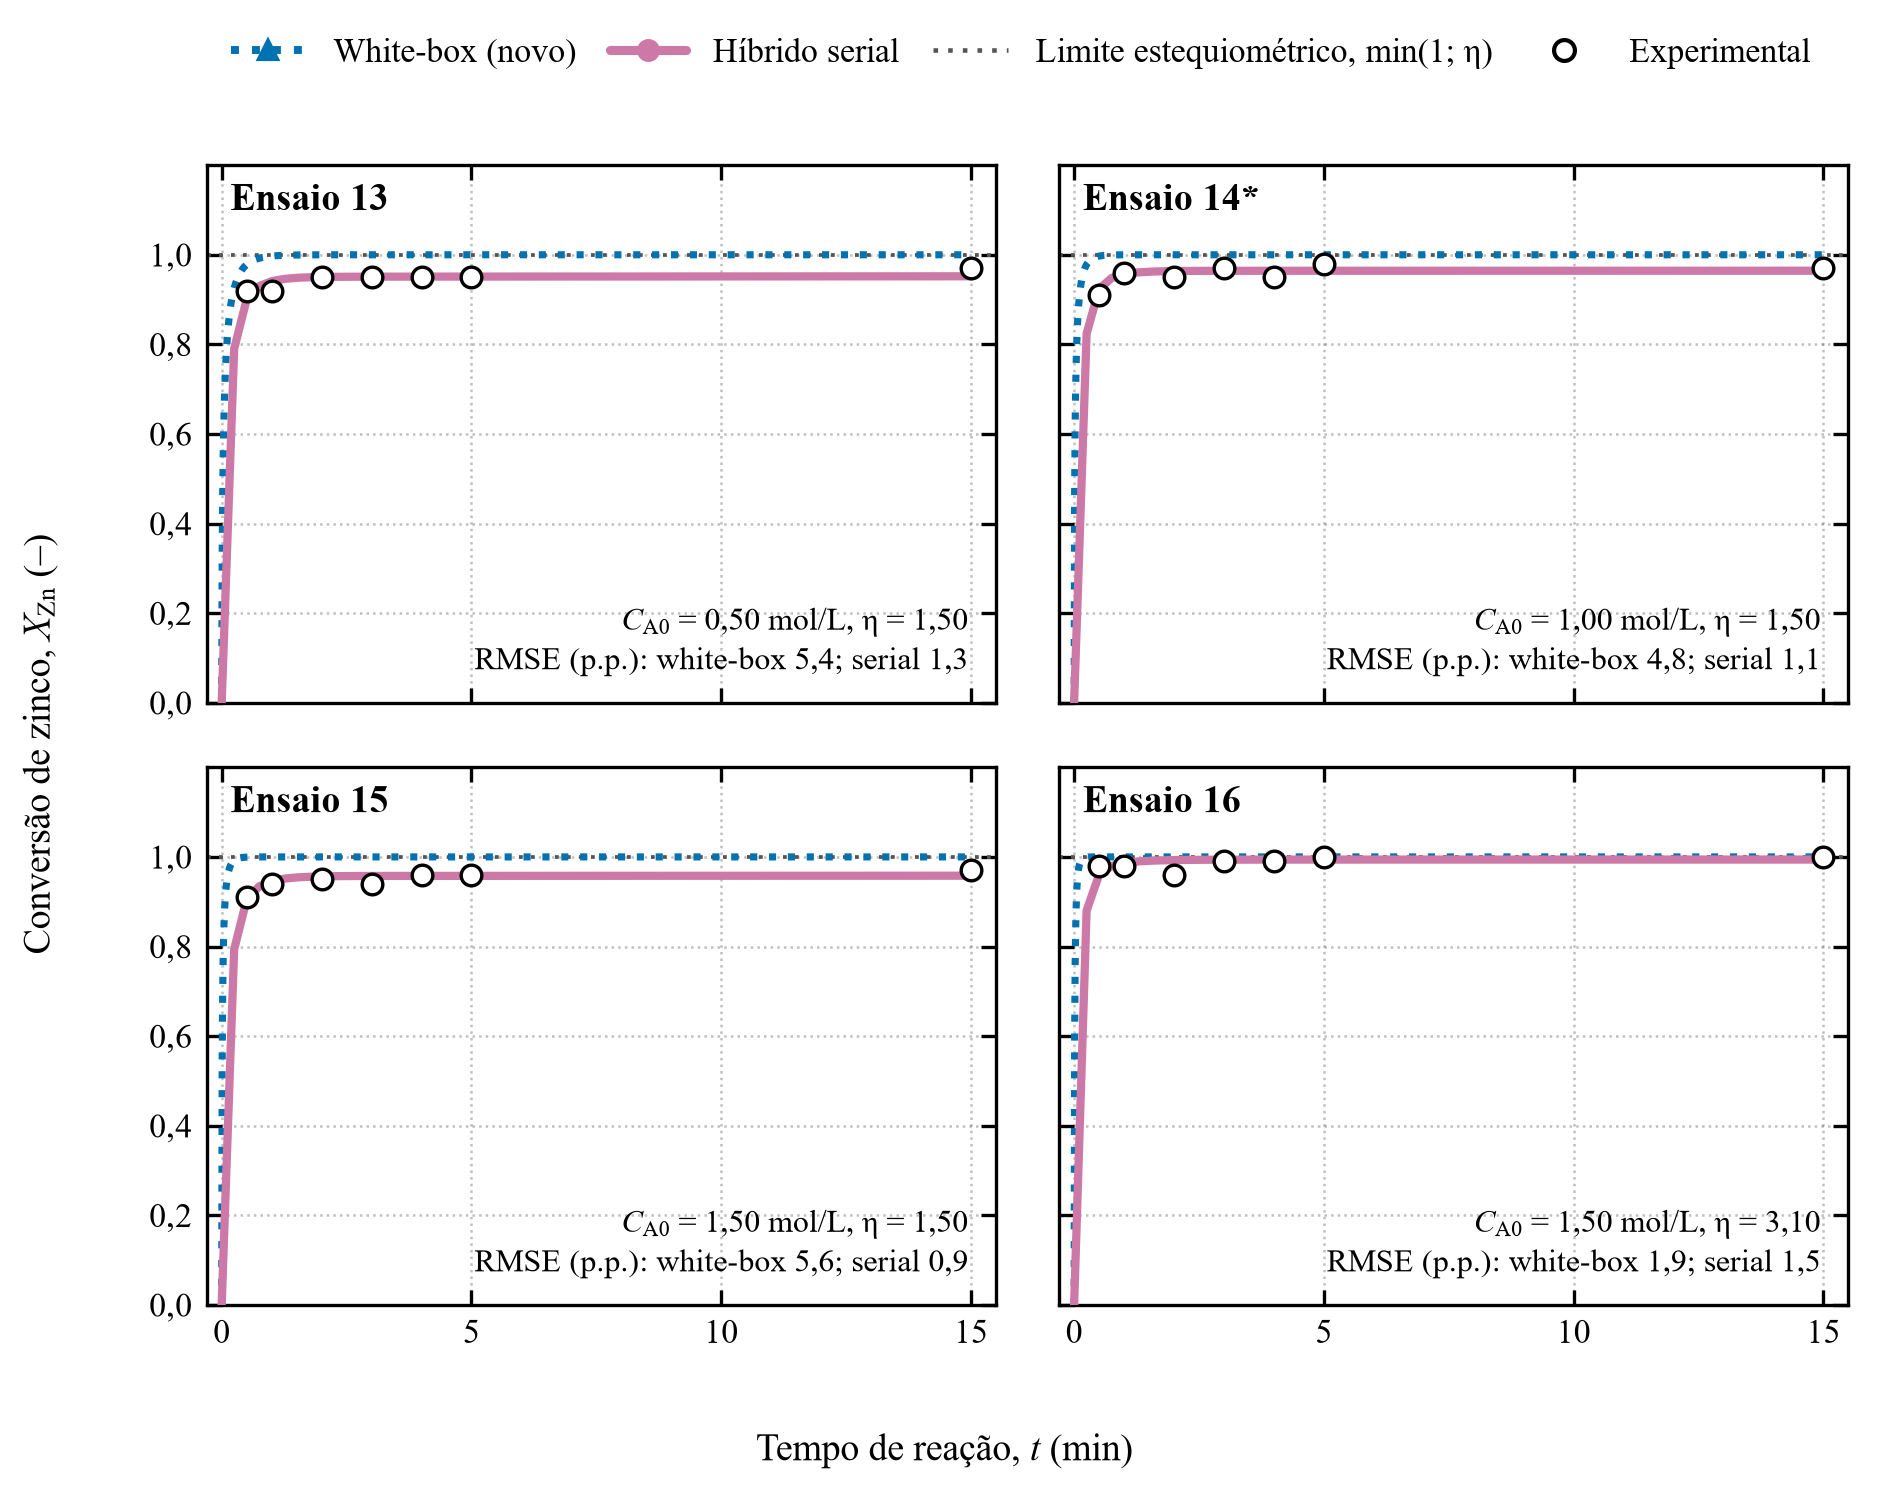 White-box (novo) Híbrido serial Limite estequiométrico, min(1; η) Experimental
Ensaio 13
1,0
0,8
0,6
0,4
0,2
0,0
C_A0 = 0,50 mol/L, η = 1,50
RMSE (p.p.): white-box 5,4; serial 1,3
Ensaio 14*
C_A0 = 1,00 mol/L, η = 1,50
RMSE (p.p.): white-box 4,8; serial 1,1
Conversão de zinco, X_Zn (–)
Ensaio 15
1,0
0,8
0,6
0,4
0,2
0,0
C_A0 = 1,50 mol/L, η = 1,50
RMSE (p.p.): white-box 5,6; serial 0,9
0 5 10 15
Ensaio 16
C_A0 = 1,50 mol/L, η = 3,10
RMSE (p.p.): white-box 1,9; serial 1,5
0 5 10 15
Tempo de reação, t (min)